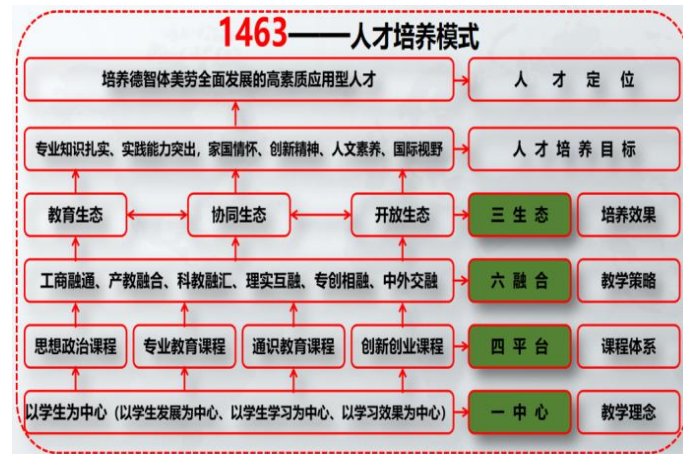 1463——人才培养模式
培养德智体美劳全面发展的高素质应用型人才 人 才 定 位
专业知识扎实、实践能力突出，家国情怀、创新精神、人文素养、国际视野 人 才 培 养 目 标
教育生态 协同生态 开放生态 三 生 态 培养效果
工商融通、产教融合、科教融汇、理实互融、专创相融、中外交融 六 融 合 教学策略
思想政治课程 专业教育课程 通识教育课程 创新创业课程 四 平 台 课程体系
以学生为中心（以学生发展为中心、以学生学习为中心、以学习效果为中心） 一 中 心 教学理念